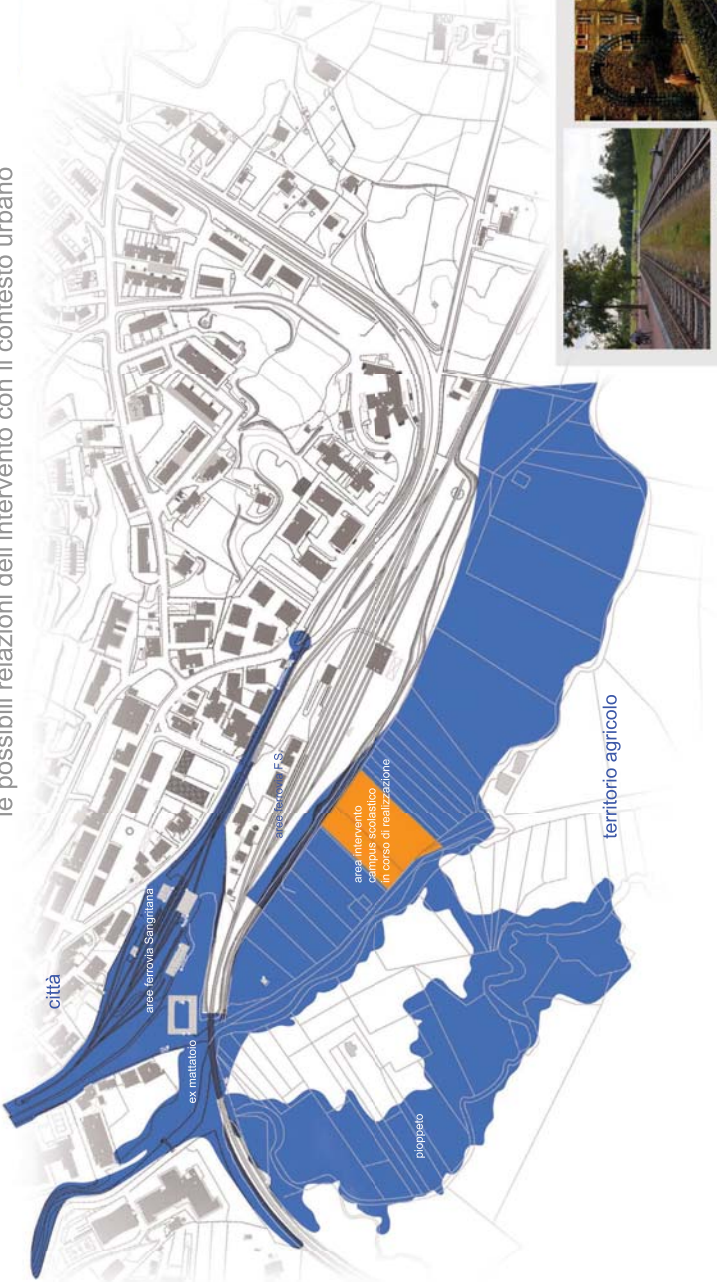 le possibili relazioni dell'intervento con il contesto urbano
città
aree ferrovia Sangritana
ex mattatoio
aree ferrovia F.S.
area intervento
campus scolastico
in corso di realizzazione
pioppeto
territorio agricolo